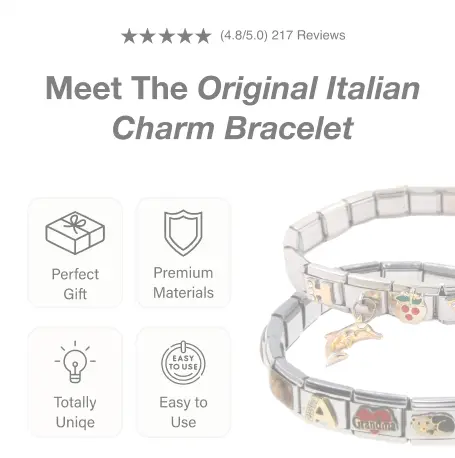 ★★★★★ (4.8/5.0) 217 Reviews
Meet The Original Italian
Charm Bracelet
Perfect
Gift
Premium
Materials
Totally
Uniqe
EASY
TO USE
Easy to
Use